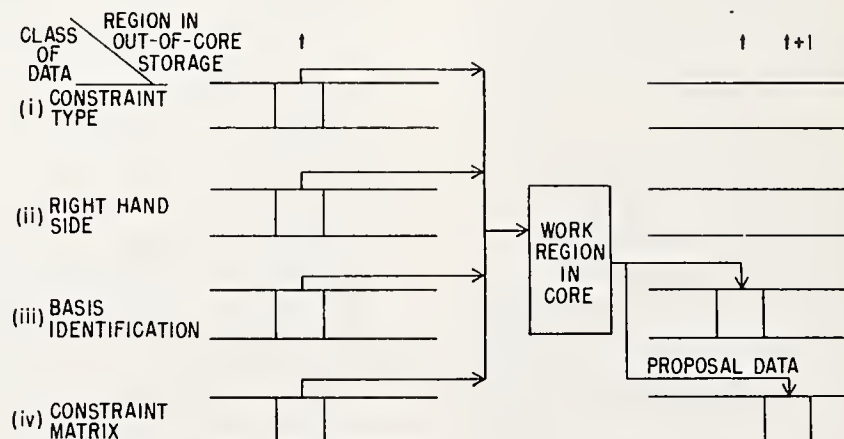 REGION IN
OUT-OF-CORE
STORAGE
CLASS
OF
DATA
t
t
t+1
(i) CONSTRAINT
TYPE
(ii) RIGHT HAND
SIDE
(iii) BASIS
IDENTIFICATION
(iv) CONSTRAINT
MATRIX
WORK
REGION
IN
CORE
PROPOSAL DATA